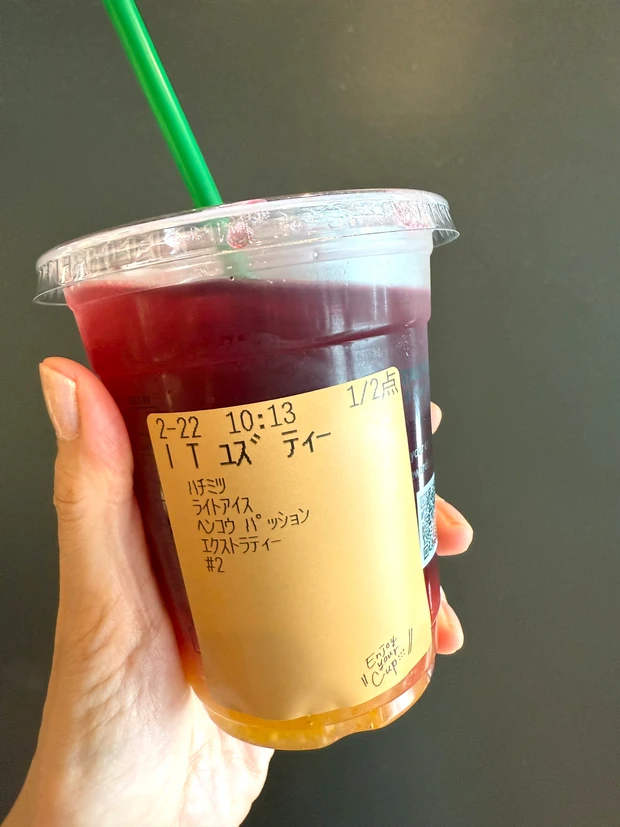 2-22 10:13 1/2点
I T ユズ ティー
ハチミツ
ライトアイス
ヘンコウ パッション
エクストラティー
#2
Enjoy
your
"Cup:::"